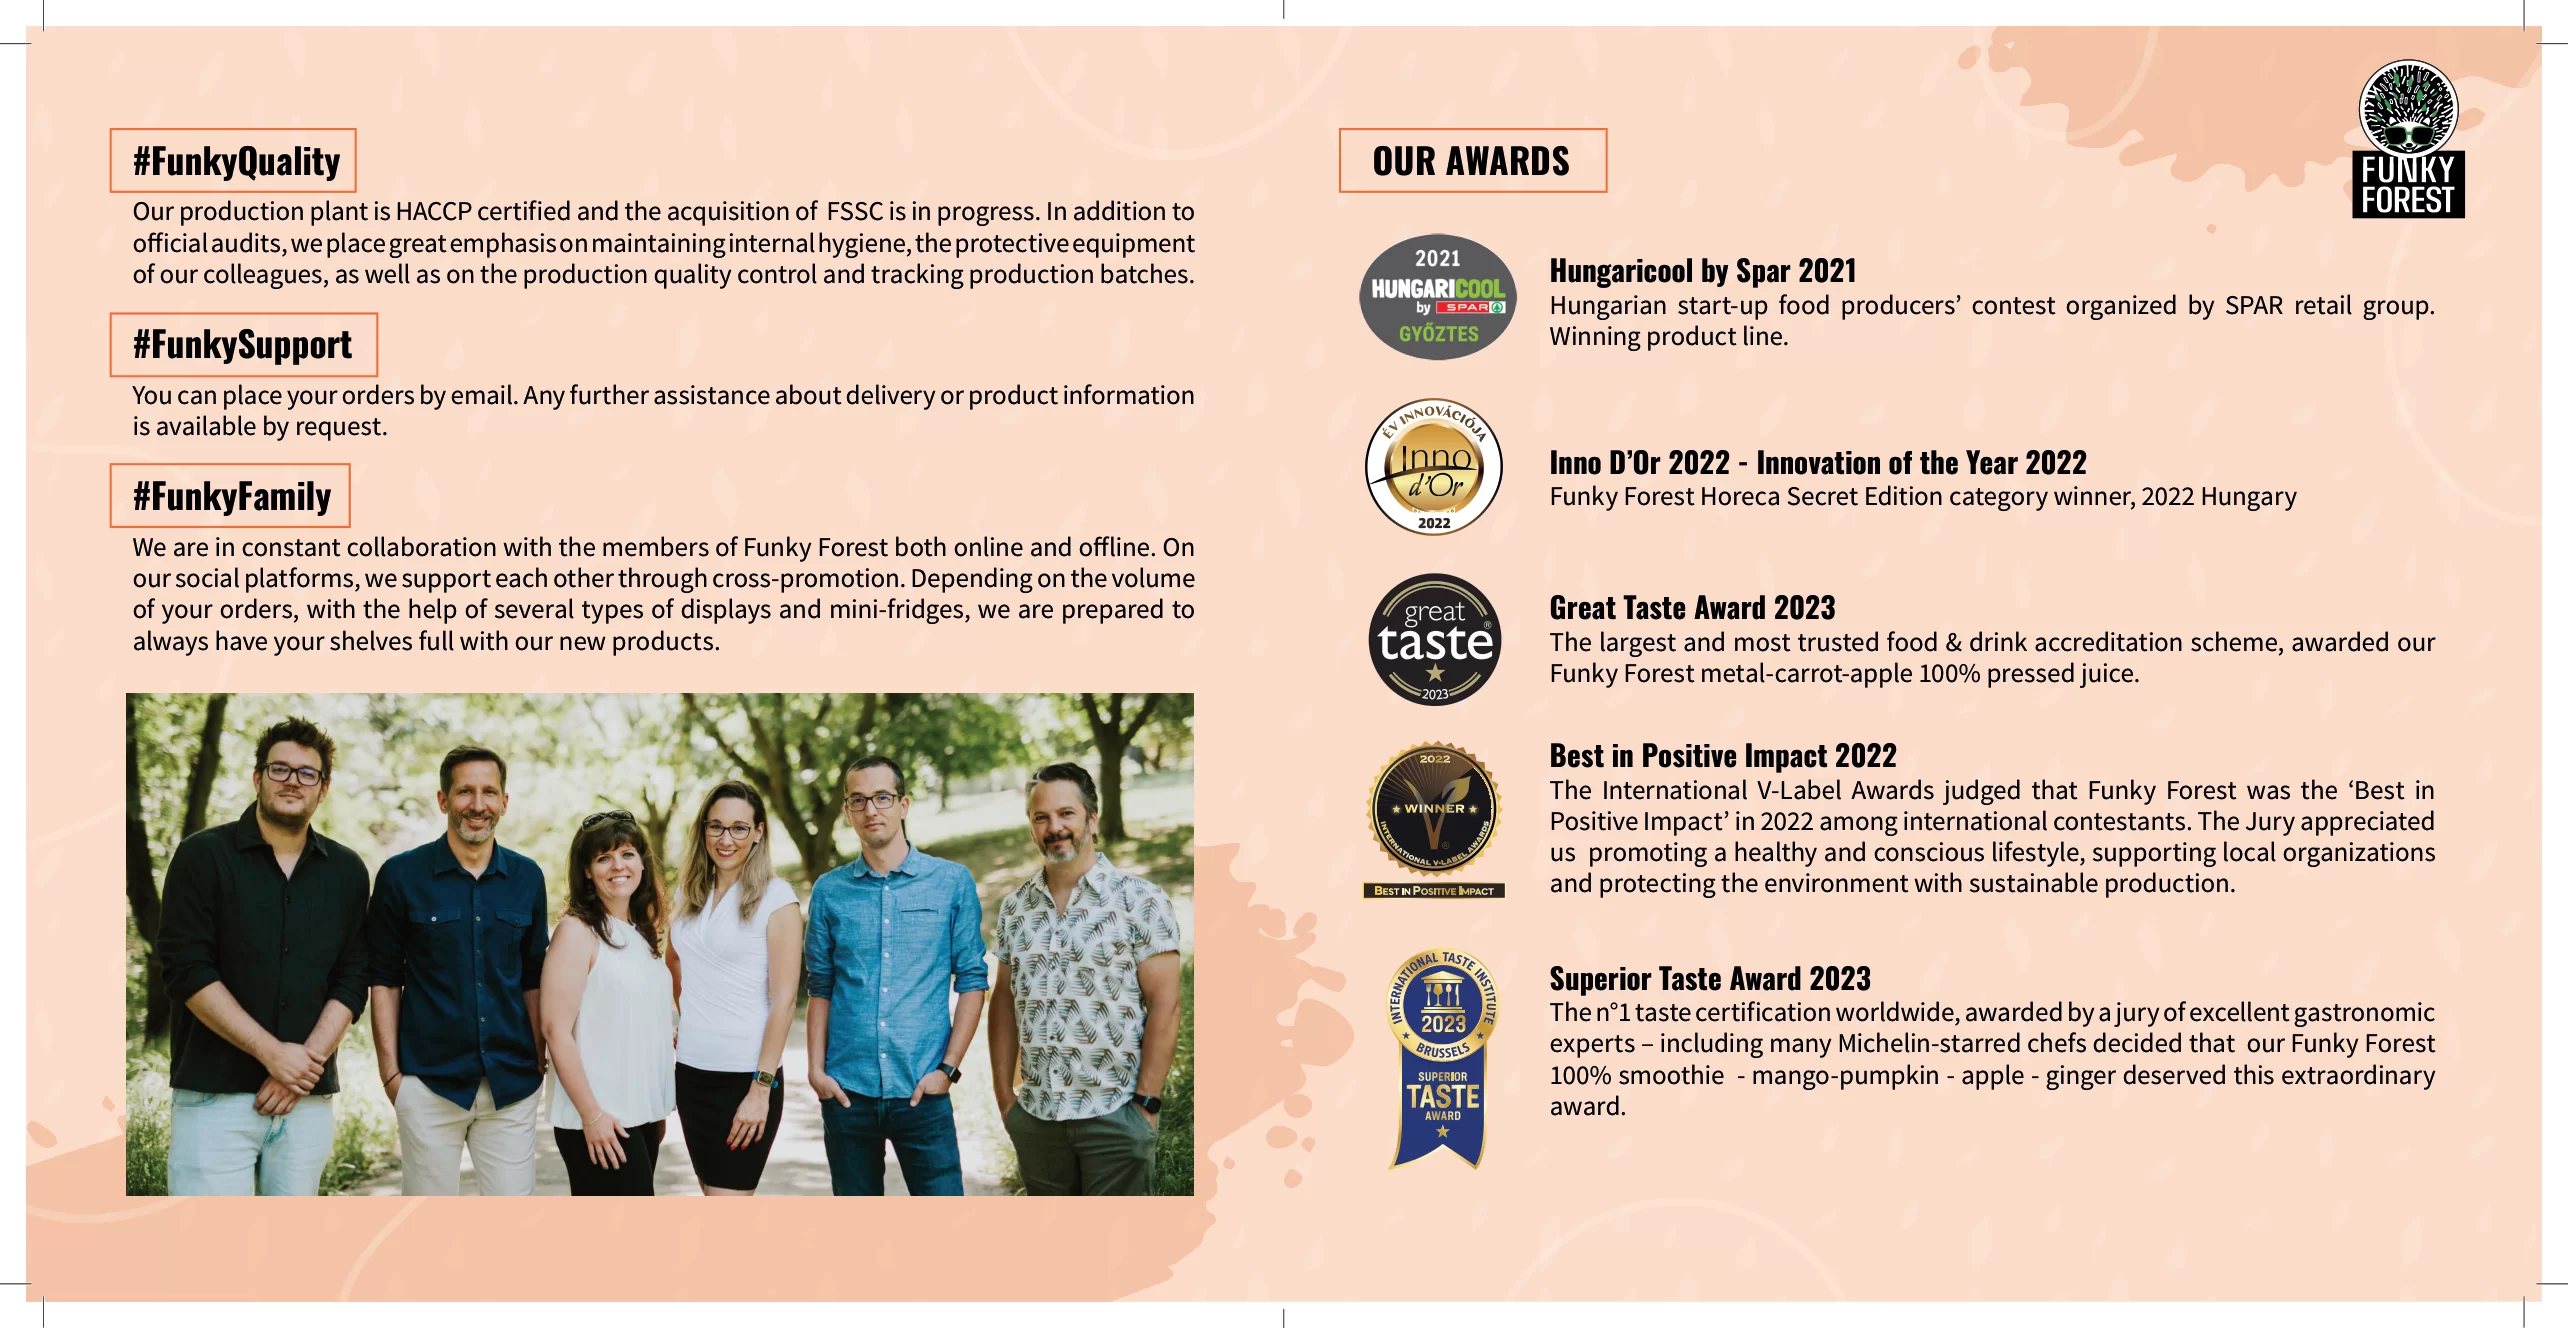 #FunkyQuality
Our production plant is HACCP certified and the acquisition of FSSC is in progress. In addition to
official audits, we place great emphasis on maintaining internal hygiene, the protective equipment
of our colleagues, as well as on the production quality control and tracking production batches.
#FunkySupport
You can place your orders by email. Any further assistance about delivery or product information
is available by request.
#FunkyFamily
We are in constant collaboration with the members of Funky Forest both online and offline. On
our social platforms, we support each other through cross-promotion. Depending on the volume
of your orders, with the help of several types of displays and mini-fridges, we are prepared to
always have your shelves full with our new products.
OUR AWARDS
FUNKY
FOREST
2021
HUNGARICOOL
by SPAR
GYŐZTES
Hungaricool by Spar 2021
Hungarian start-up food producers’ contest organized by SPAR retail group.
Winning product line.
ÉV INNOVÁCIÓJA
Inno
d’Or
2022
Inno D’Or 2022 - Innovation of the Year 2022
Funky Forest Horeca Secret Edition category winner, 2022 Hungary
great
taste®
2023
Great Taste Award 2023
The largest and most trusted food & drink accreditation scheme, awarded our
Funky Forest metal-carrot-apple 100% pressed juice.
2022
WINNER
®
INTERNATIONAL V-LABEL AWARDS
BEST IN POSITIVE IMPACT
Best in Positive Impact 2022
The International V-Label Awards judged that Funky Forest was the ‘Best in
Positive Impact’ in 2022 among international contestants. The Jury appreciated
us promoting a healthy and conscious lifestyle, supporting local organizations
and protecting the environment with sustainable production.
INTERNATIONAL TASTE INSTITUTE
2023
BRUSSELS
SUPERIOR
TASTE
AWARD
Superior Taste Award 2023
The n°1 taste certification worldwide, awarded by a jury of excellent gastronomic
experts – including many Michelin-starred chefs decided that our Funky Forest
100% smoothie - mango-pumpkin - apple - ginger deserved this extraordinary
award.